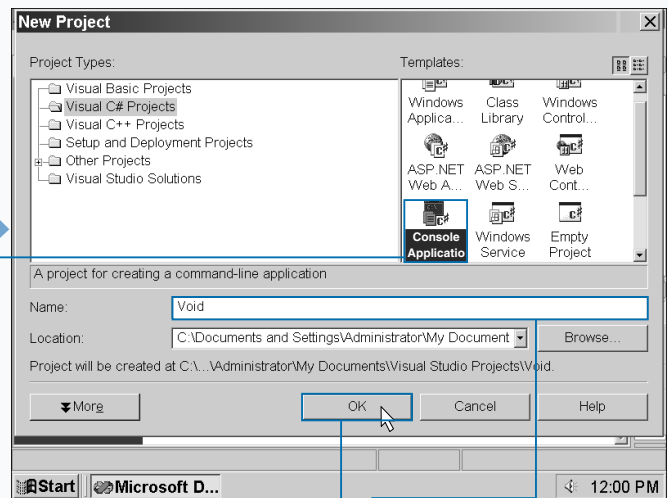 New Project
Project Types:
Templates:
Visual Basic Projects
Visual C# Projects
Visual C++ Projects
Setup and Deployment Projects
Other Projects
Visual Studio Solutions
Windows Applica...
Class Library
Windows Control...
ASP.NET Web A...
ASP.NET Web S...
Web Cont...
Console Applicatio
Windows Service
Empty Project
A project for creating a command-line application
Name:
Void
Location:
C:\Documents and Settings\Administrator\My Document
Browse...
Project will be created at C:\...\Administrator\My Documents\Visual Studio Projects\Void.
More
OK
Cancel
Help
Start
Microsoft D...
12:00 PM